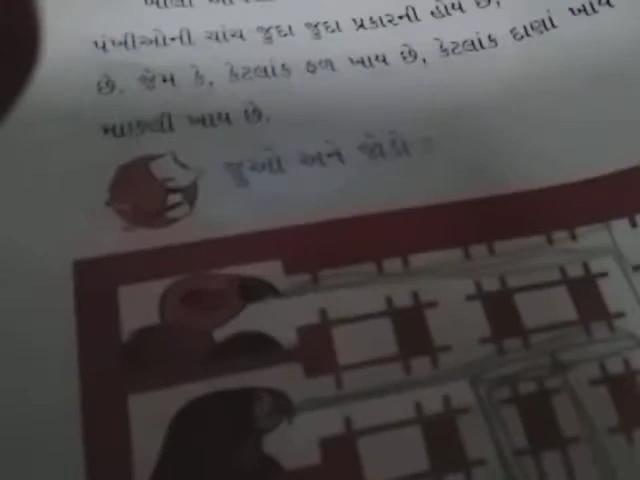 પંખીઓની ચાંચ જુદા જુદા પ્રકારની હોય છે,
છે. જેમ કે, કેટલાંક ફળ ખાય છે, કેટલાંક દાણાં ખાય
માછલી ખાય છે.
જુઓ અને જોડો :